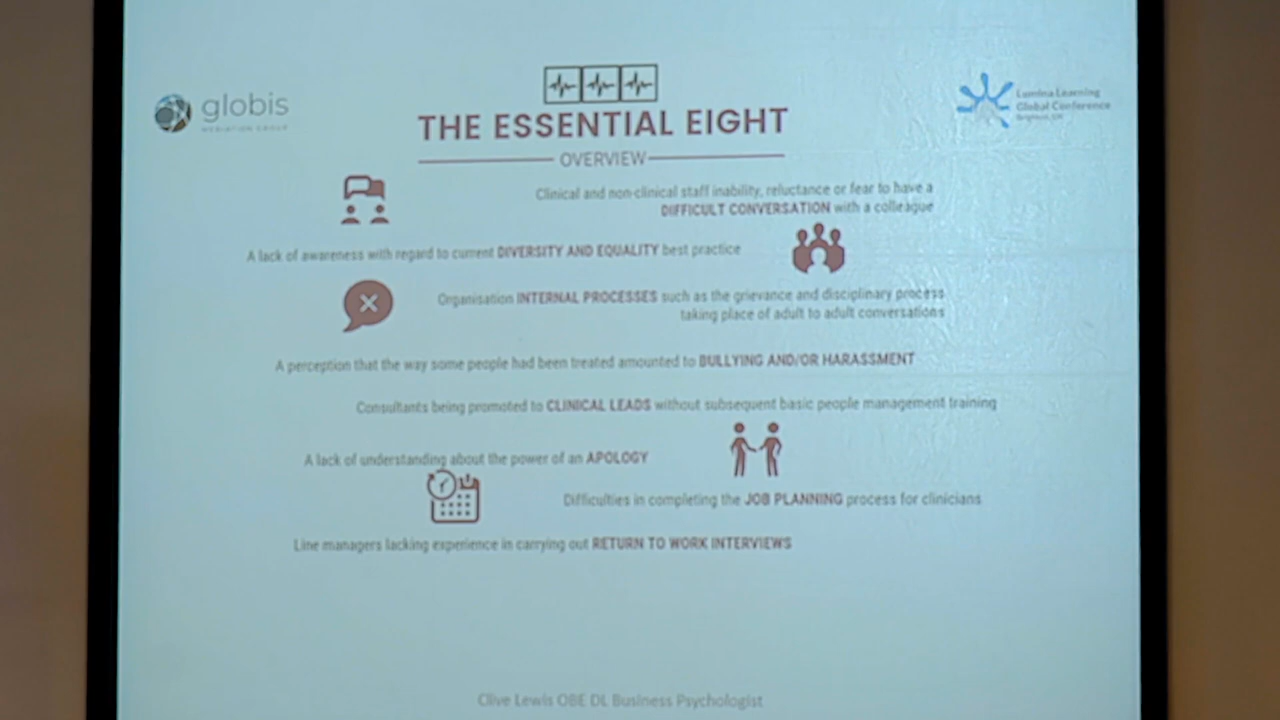 globis
MEDIATION GROUP
Lumina Learning
Global Conference
Brighton, UK
THE ESSENTIAL EIGHT
OVERVIEW
Clinical and non-clinical staff inability, reluctance or fear to have a
DIFFICULT CONVERSATION with a colleague
A lack of awareness with regard to current DIVERSITY AND EQUALITY best practice
Organisation INTERNAL PROCESSES such as the grievance and disciplinary process
taking place of adult to adult conversations
A perception that the way some people had been treated amounted to BULLYING AND/OR HARASSMENT
Consultants being promoted to CLINICAL LEADS without subsequent basic people management training
A lack of understanding about the power of an APOLOGY
Difficulties in completing the JOB PLANNING process for clinicians
Line managers lacking experience in carrying out RETURN TO WORK INTERVIEWS
Clive Lewis OBE DL Business Psychologist